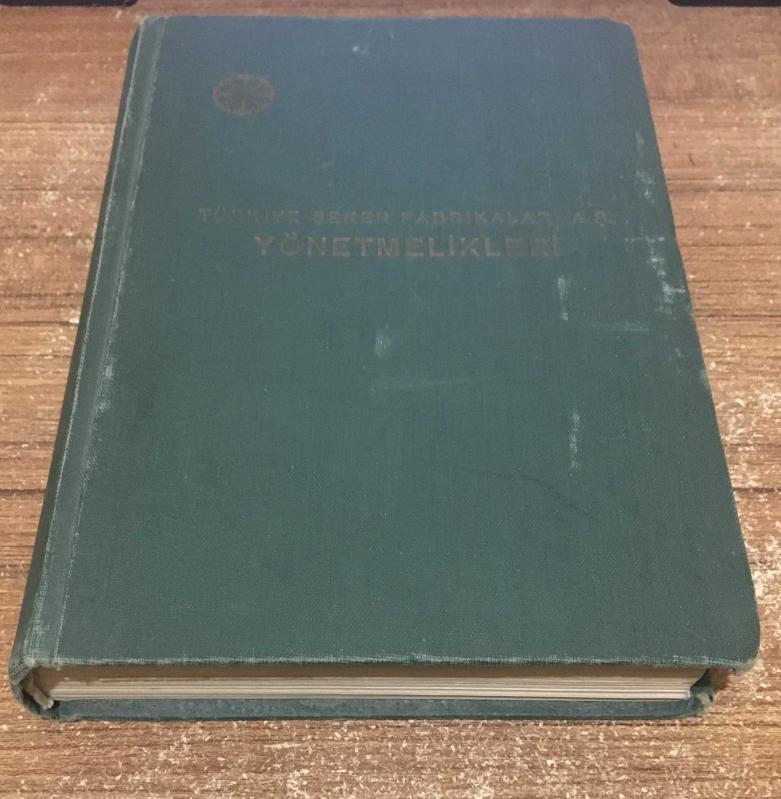 TÜRKİYE ŞEKER FABRİKALARI A.Ş.
YÖNETMELİKLERİ